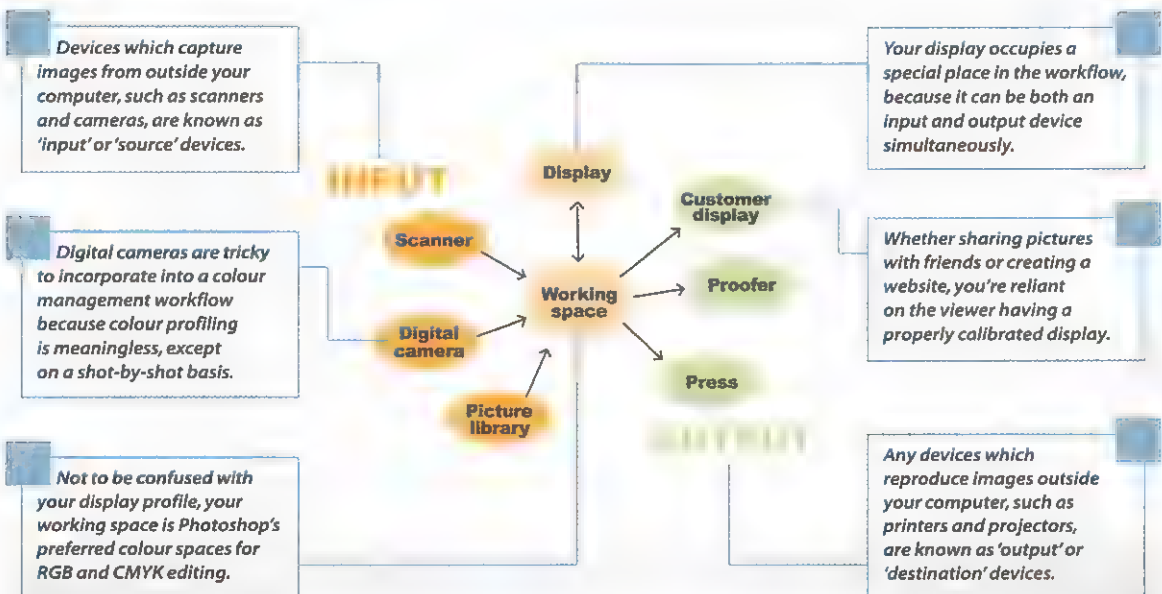 Devices which capture
images from outside your
computer, such as scanners
and cameras, are known as
'input' or 'source' devices.
Digital cameras are tricky
to incorporate into a colour
management workflow
because colour profiling
is meaningless, except
on a shot-by-shot basis.
Not to be confused with
your display profile, your
working space is Photoshop's
preferred colour spaces for
RGB and CMYK editing.
INPUT
Display
Scanner
Customer
display
Working
space
Proofer
Digital
camera
Press
Picture
library
OUTPUT
Your display occupies a
special place in the workflow,
because it can be both an
input and output device
simultaneously.
Whether sharing pictures
with friends or creating a
website, you're reliant
on the viewer having a
properly calibrated display.
Any devices which
reproduce images outside
your computer, such as
printers and projectors,
are known as 'output' or
'destination' devices.